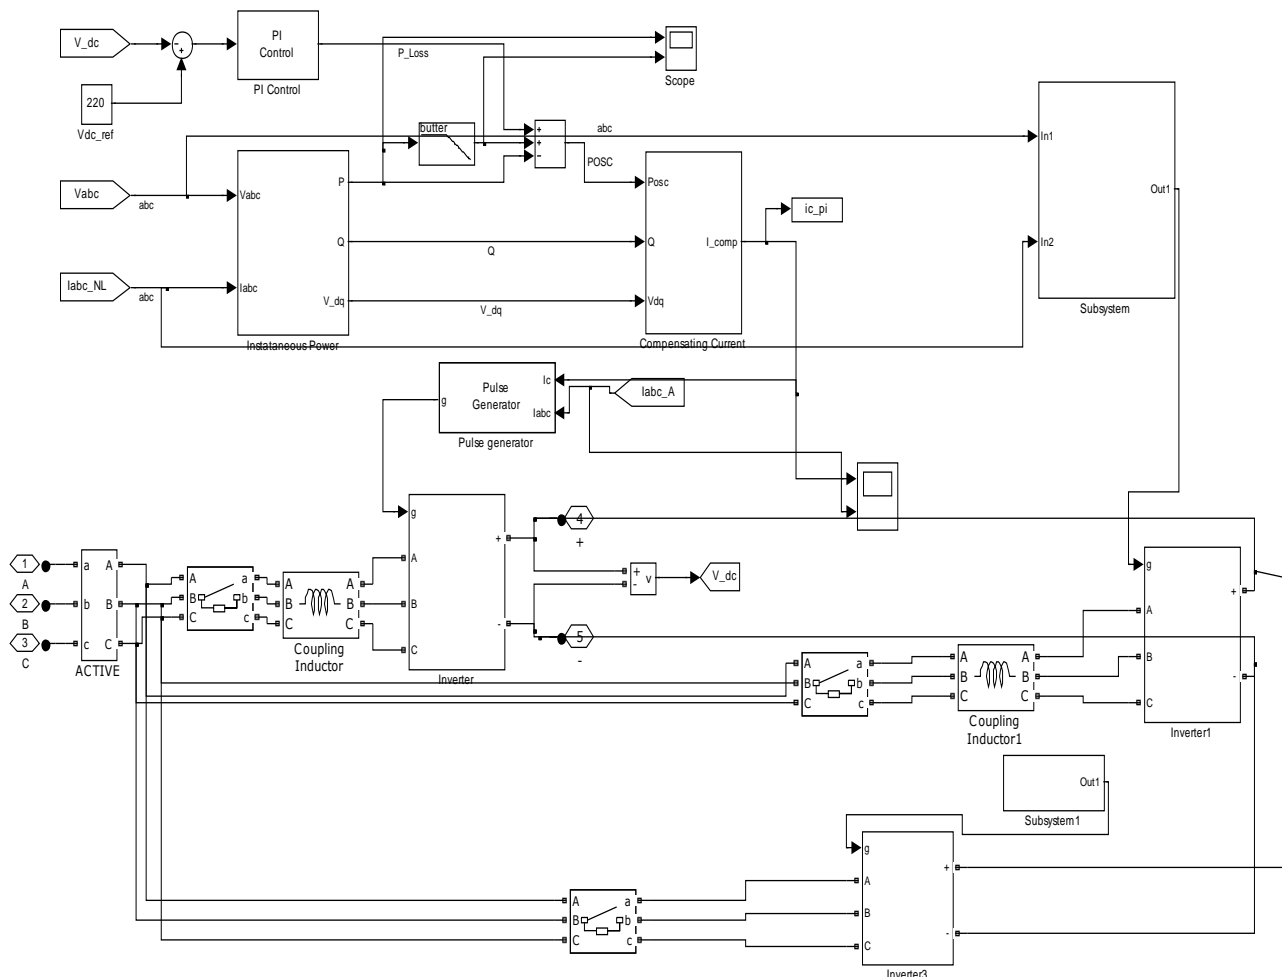 V_dc
-
+
PI
Control
PI Control
P_Loss
Scope
220
Vdc_ref
butter
+
+
-
abc
POSC
In1
In2
Out1
Subsystem
Vabc
abc
Iabc_NL
abc
Vabc
Iabc
P
Q
V_dq
Instataneous Power
Q
V_dq
Posc
Q
Vdq
I_comp
Compensating Current
ic_pi
Pulse
Generator
g
Ic
Iabc
Pulse generator
Iabc_A
g
A
B
C
+
-
Inverter
4
+
5
-
+
-
v
V_dc
1
A
2
B
3
C
a
b
c
A
B
C
ACTIVE
A
B
C
a
b
c
A
B
C
A
B
C
Coupling
Inductor
A
B
C
a
b
c
A
B
C
A
B
C
Coupling
Inductor1
g
A
B
C
+
-
Inverter1
Out1
Subsystem1
g
A
B
C
+
-
Inverter3
A
B
C
a
b
c